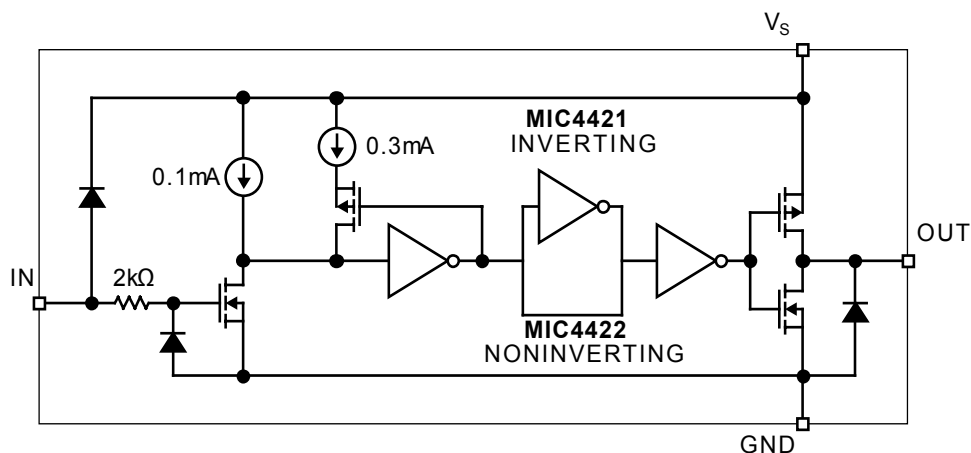 V_S
MIC4421
INVERTING
0.3mA
0.1mA
OUT
IN
2kΩ
MIC4422
NONINVERTING
GND